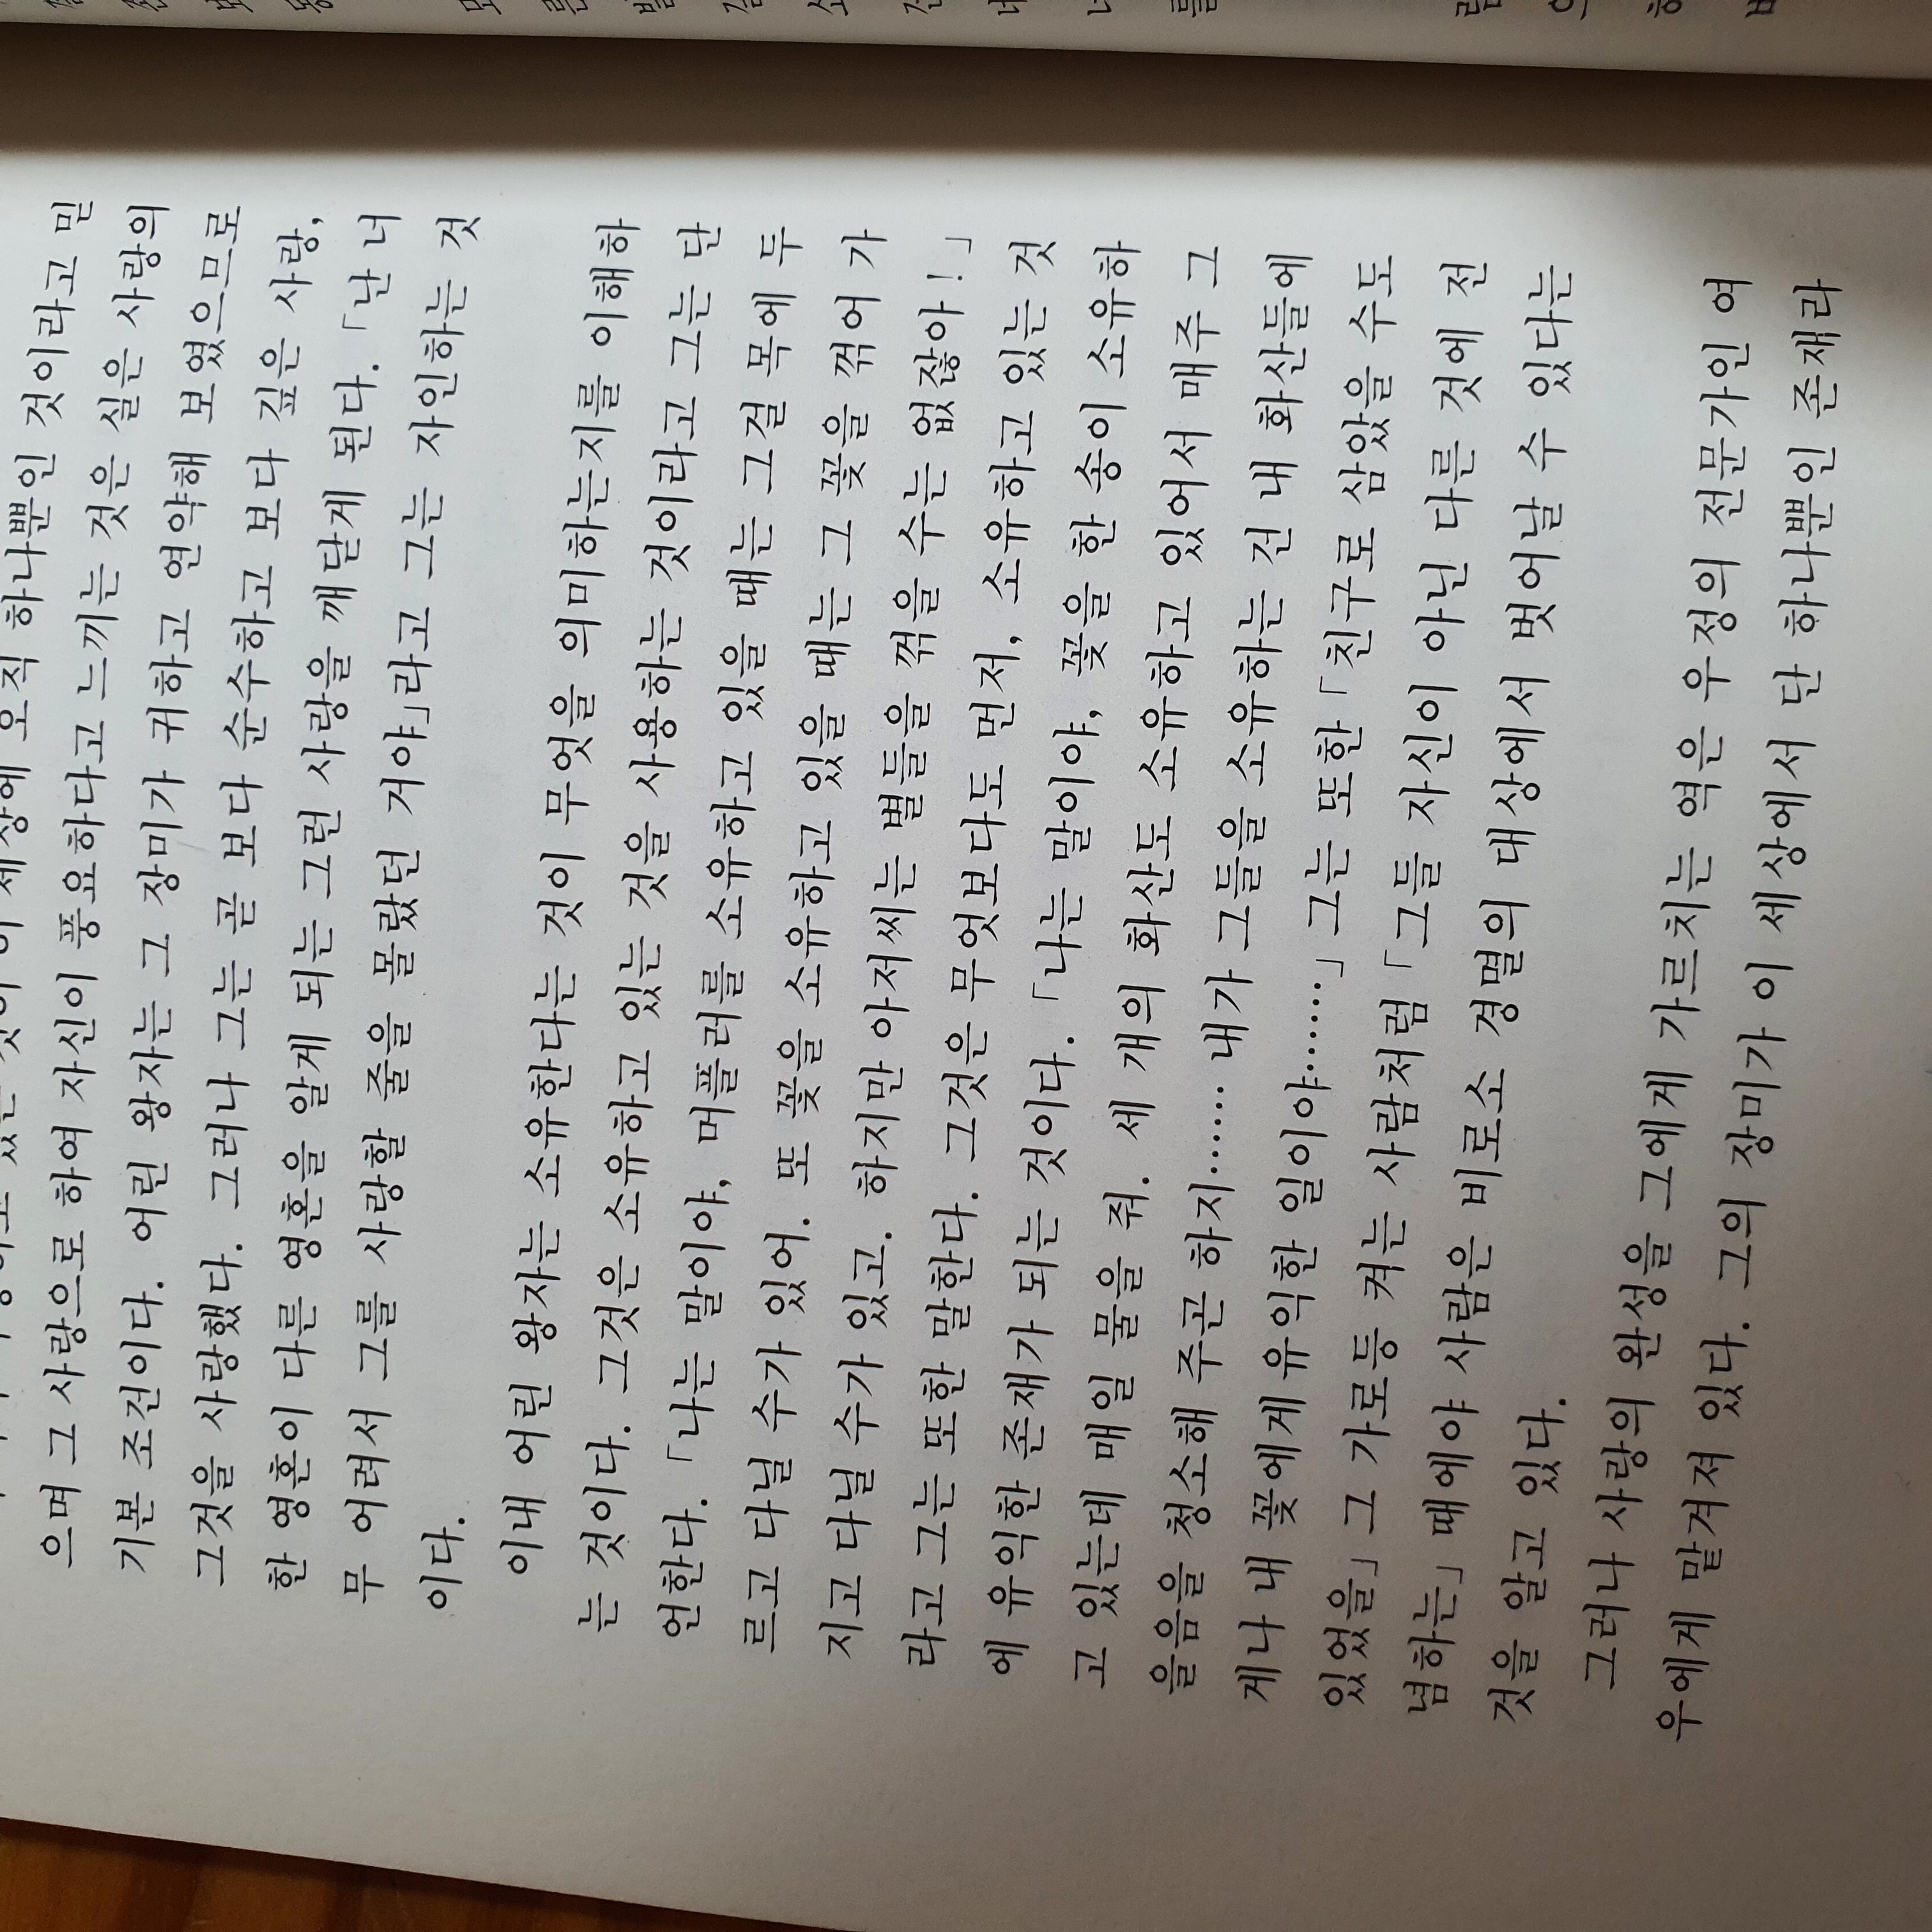 있는 것이 이 세상에 오직 하나뿐인 것이라고 믿
으며 그 사랑으로 하여 자신이 풍요하다고 느끼는 것은 실은 사랑의
기본 조건이다. 어린 왕자는 그 장미가 귀하고 연약해 보였으므로
그것을 사랑했다. 그러나 그는 곧 보다 순수하고 보다 깊은 사랑,
한 영혼이 다른 영혼을 알게 되는 그런 사랑을 깨닫게 된다. 「난 너
무 어려서 그를 사랑할 줄을 몰랐던 거야」라고 그는 자인하는 것
이다.
이내 어린 왕자는 소유한다는 것이 무엇을 의미하는지를 이해하
는 것이다. 그것은 소유하고 있는 것을 사용하는 것이라고 그는 단
언한다. 「나는 말이야, 머플러를 소유하고 있을 때는 그걸 목에 두
르고 다닐 수가 있어. 또 꽃을 소유하고 있을 때는 그 꽃을 꺾어 가
지고 다닐 수가 있고. 하지만 아저씨는 별들을 꺾을 수는 없잖아!」
라고 그는 또한 말한다. 그것은 무엇보다도 먼저, 소유하고 있는 것
에 유익한 존재가 되는 것이다. 「나는 말이야, 꽃을 한 송이 소유하
고 있는데 매일 물을 줘. 세 개의 화산도 소유하고 있어서 매주 그
을음을 청소해 주곤 하지…… 내가 그들을 소유하는 건 내 화산들에
게나 내 꽃에게 유익한 일이야……」 그는 또한 「친구로 삼았을 수도
있었을」 그 가로등 켜는 사람처럼 「그들 자신이 아닌 다른 것에 전
념하는」 때에야 사람은 비로소 경멸의 대상에서 벗어날 수 있다는
것을 알고 있다.
그러나 사랑의 완성을 그에게 가르치는 역은 우정의 전문가인 여
우에게 맡겨져 있다. 그의 장미가 이 세상에서 단 하나뿐인 존재라